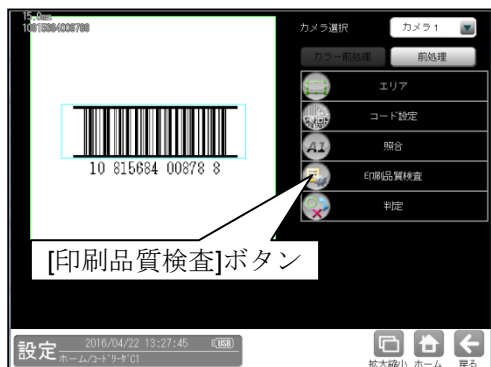 15.0ms
10815684008788
カメラ選択
カメラ1
カラー前処理
前処理
エリア
コード設定
照合
印刷品質検査
判定
10 815684 00878 8
[印刷品質検査]ボタン
設定
2016/04/22 13:27:45
USB
ホーム/コードリーダC1
拡大縮小
ホーム
戻る